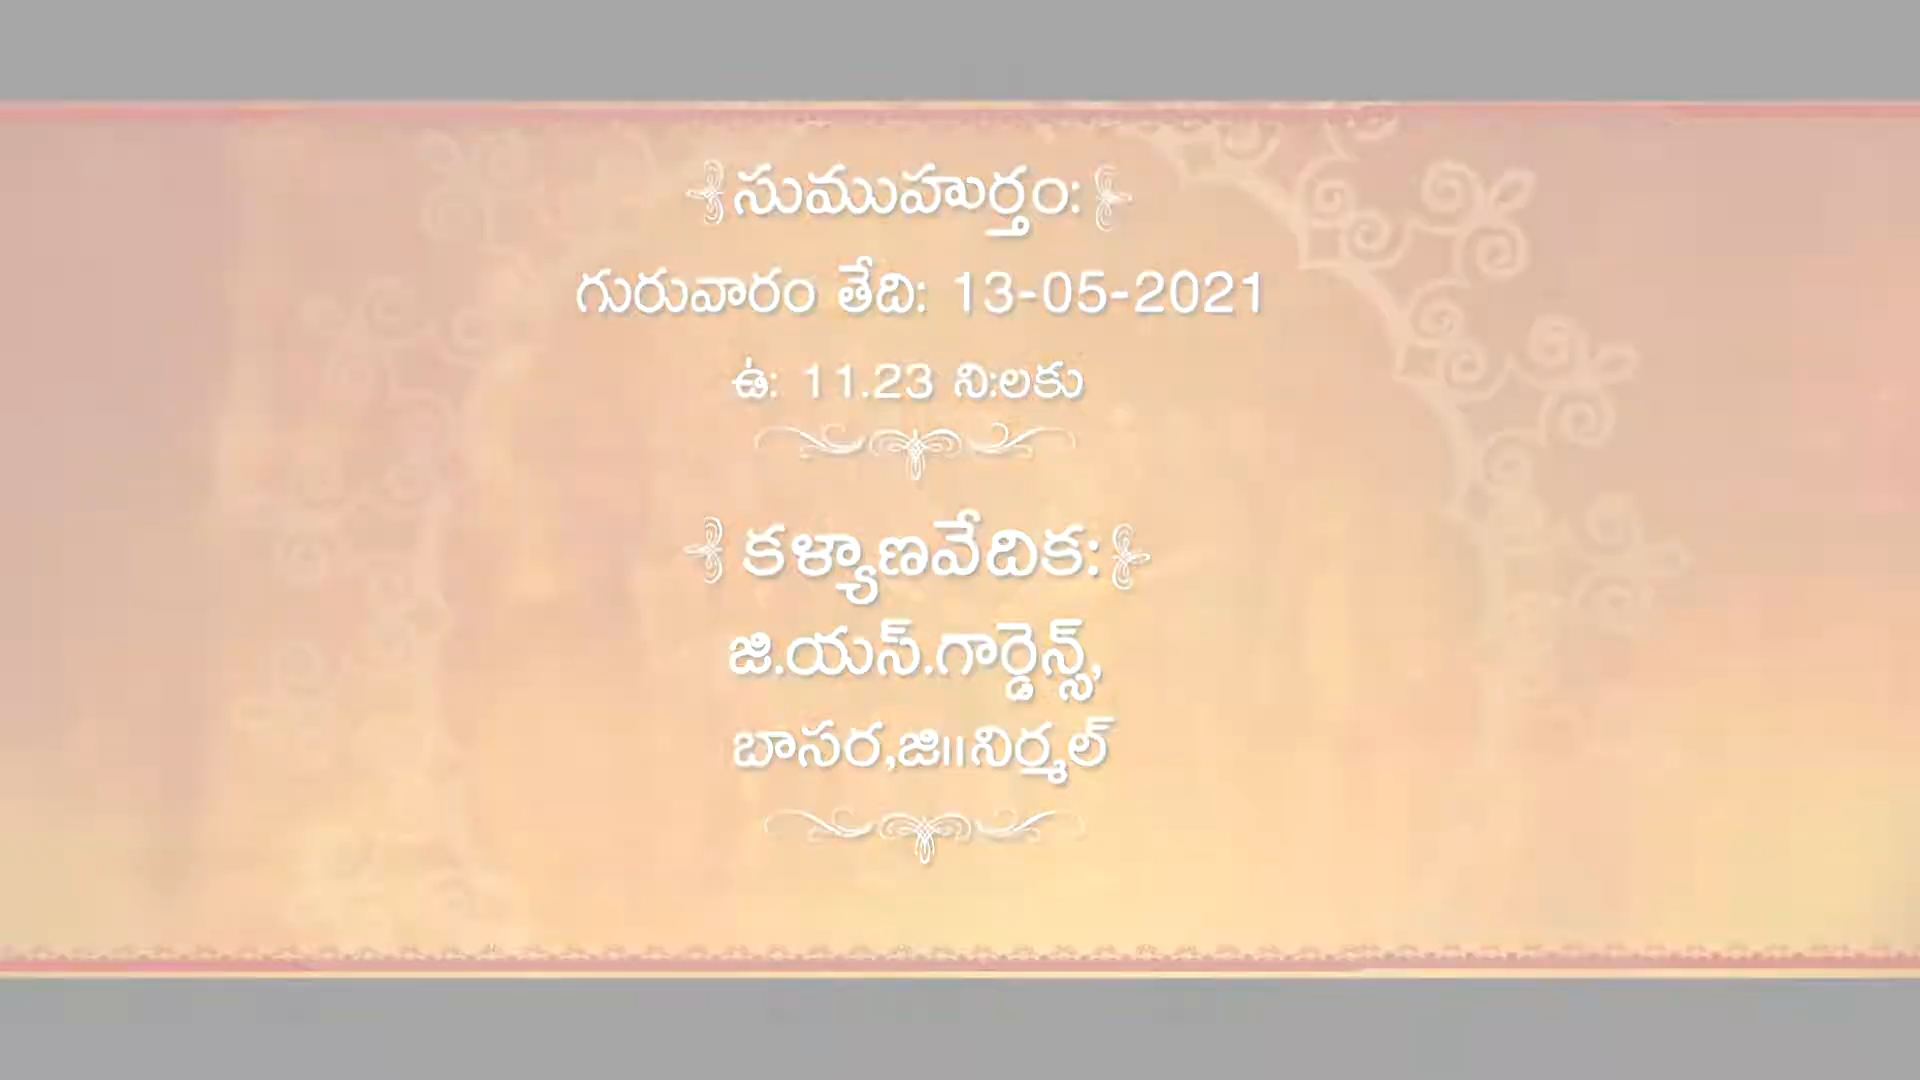 సుముహుర్తం:
గురువారం తేది: 13-05-2021
ఉ: 11.23 ని:లకు
కళ్యాణవేదిక:
జి.యస్.గార్డెన్స్,
బాసర,జి॥నిర్మల్